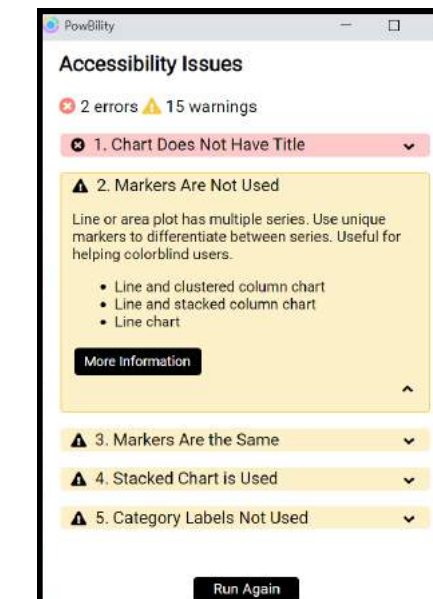 PowBility
Accessibility Issues
2 errors 15 warnings
1. Chart Does Not Have Title
2. Markers Are Not Used
Line or area plot has multiple series. Use unique
markers to differentiate between series. Useful for
helping colorblind users.
• Line and clustered column chart
• Line and stacked column chart
• Line chart
More Information
3. Markers Are the Same
4. Stacked Chart is Used
5. Category Labels Not Used
Run Again